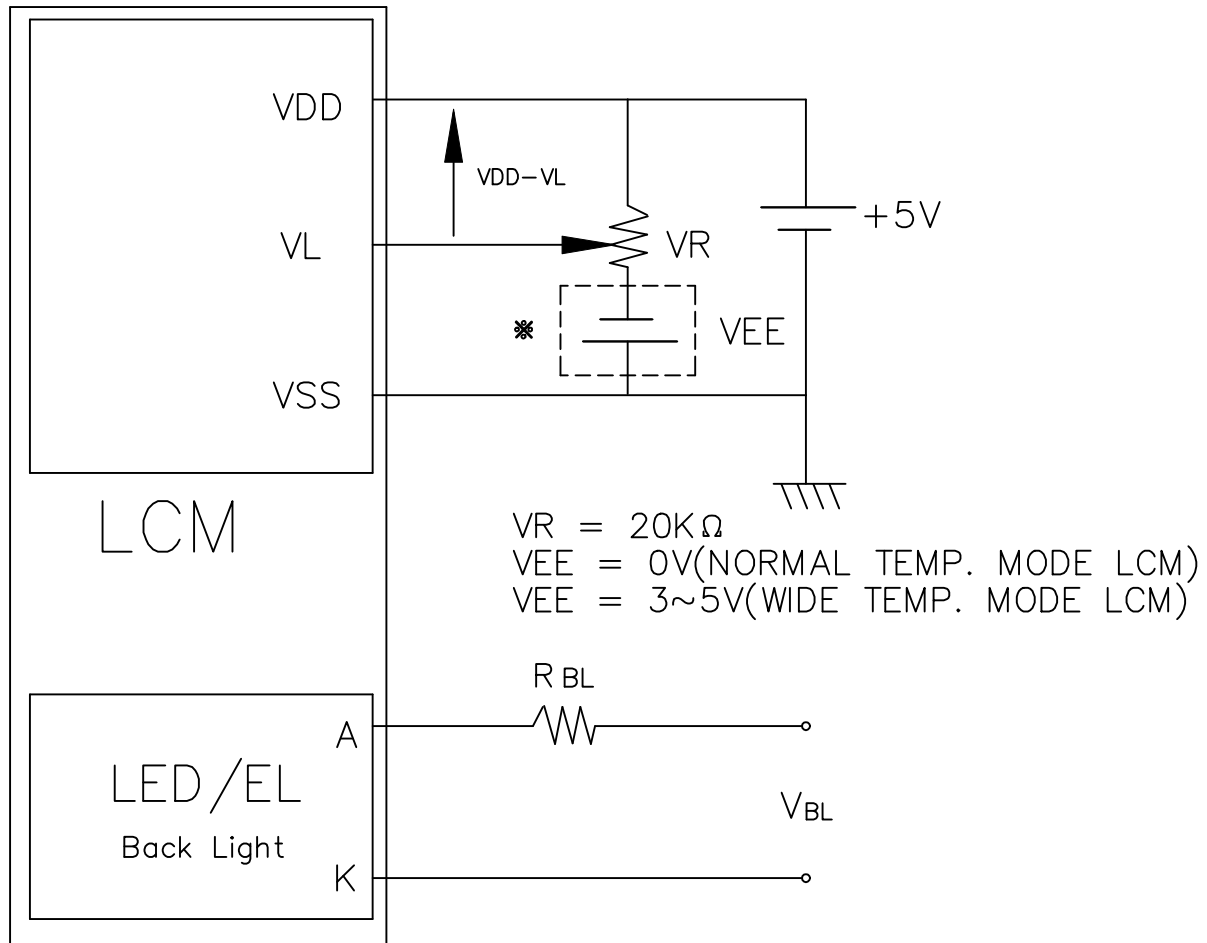 VDD
VDD-VL
+5V
VL
VR
※
VEE
VSS
LCM
VR = 20KΩ
VEE = 0V(NORMAL TEMP. MODE LCM)
VEE = 3~5V(WIDE TEMP. MODE LCM)
R BL
A
LED/EL
Back Light
VBL
K